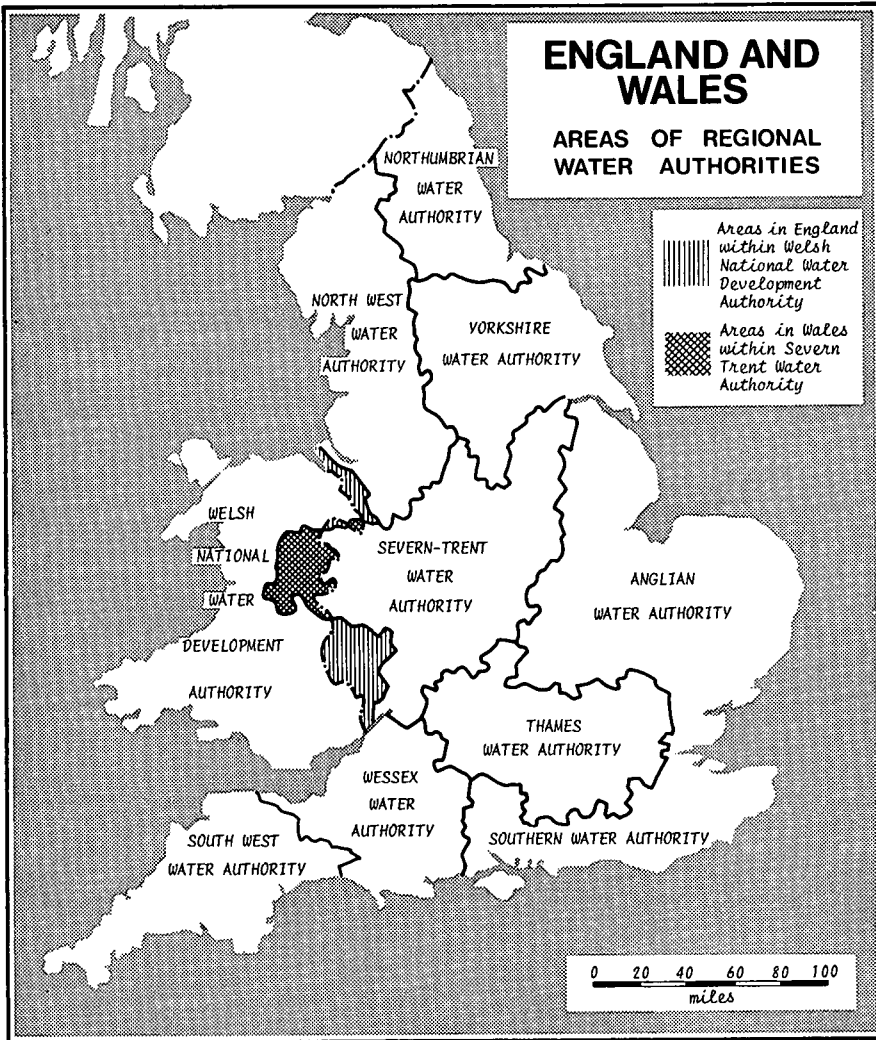 ENGLAND AND
WALES
AREAS OF REGIONAL
WATER AUTHORITIES
Areas in England
within Welsh
National Water
Development
Authority
Areas in Wales
within Severn
Trent Water
Authority
NORTHUMBRIAN
WATER
AUTHORITY
NORTH WEST
WATER
AUTHORITY
YORKSHIRE
WATER AUTHORITY
WELSH
NATIONAL
WATER
DEVELOPMENT
AUTHORITY
SEVERN-TRENT
WATER
AUTHORITY
ANGLIAN
WATER AUTHORITY
THAMES
WATER AUTHORITY
WESSEX
WATER
AUTHORITY
SOUTHERN WATER AUTHORITY
SOUTH WEST
WATER AUTHORITY
0 20 40 60 80 100
miles